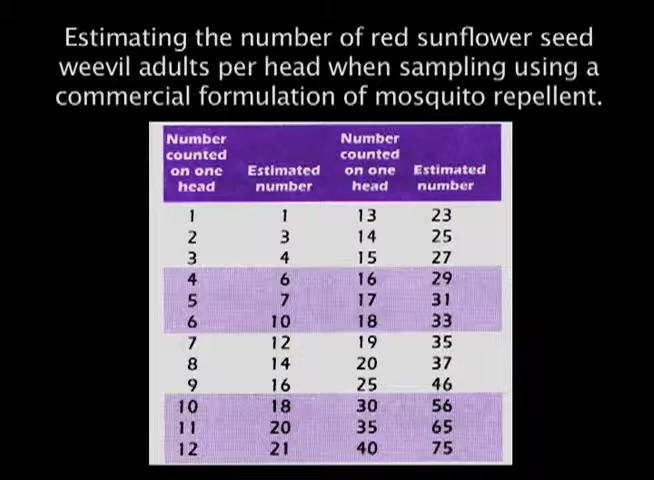 Estimating the number of red sunflower seed
weevil adults per head when sampling using a
commercial formulation of mosquito repellent.
Number counted on one head Estimated number Number counted on one head Estimated number
1 1 13 23
2 3 14 25
3 4 15 27
4 6 16 29
5 7 17 31
6 10 18 33
7 12 19 35
8 14 20 37
9 16 25 46
10 18 30 56
11 20 35 65
12 21 40 75